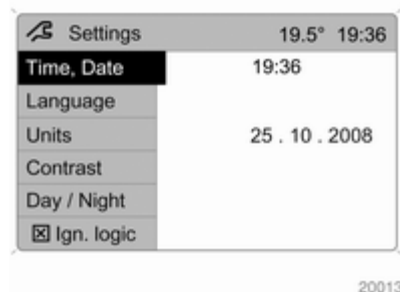 Settings 19.5° 19:36
Time, Date 19:36
Language
Units 25 . 10 . 2008
Contrast
Day / Night
Ign. logic
20013